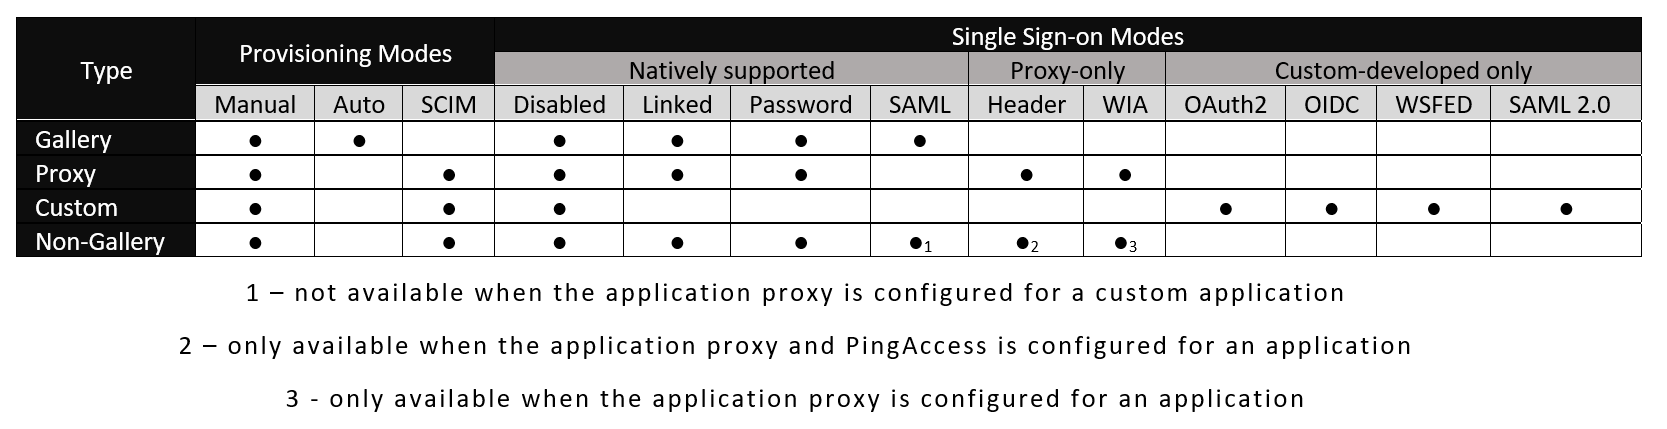 Single Sign-on Modes
Type Provisioning Modes
Natively supported Proxy-only Custom-developed only
Manual Auto SCIM Disabled Linked Password SAML Header WIA OAuth2 OIDC WSFED SAML 2.0
Gallery ● ● ● ● ● ●
Proxy ● ● ● ● ● ● ●
Custom ● ● ● ● ● ● ●
Non-Gallery ● ● ● ● ● ●1 ●2 ●3
1 – not available when the application proxy is configured for a custom application
2 – only available when the application proxy and PingAccess is configured for an application
3 - only available when the application proxy is configured for an application